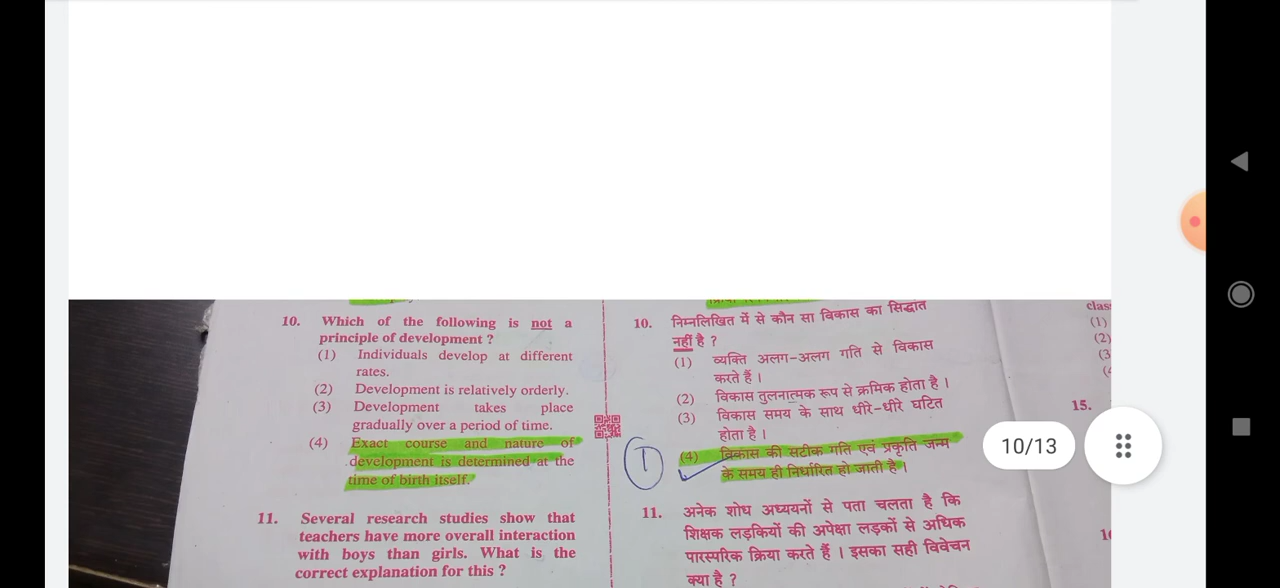 10. Which of the following is not a
principle of development ?
(1) Individuals develop at different
rates.
(2) Development is relatively orderly.
(3) Development takes place
gradually over a period of time.
(4) Exact course and nature of
development is determined at the
time of birth itself.
11. Several research studies show that
teachers have more overall interaction
with boys than girls. What is the
correct explanation for this ?
10. निम्नलिखित में से कौन सा विकास का सिद्धांत
नहीं है ?
(1) व्यक्ति अलग-अलग गति से विकास
करते हैं ।
(2) विकास तुलनात्मक रूप से क्रमिक होता है ।
(3) विकास समय के साथ धीरे-धीरे घटित
होता है ।
(4) विकास की सटीक गति एवं प्रकृति जन्म
के समय ही निर्धारित हो जाती है ।
1
11. अनेक शोध अध्ययनों से पता चलता है कि
शिक्षक लड़कियों की अपेक्षा लड़कों से अधिक
पारस्परिक क्रिया करते हैं । इसका सही विवेचन
क्या है ?
class
(1)
(2)
(3
15.
10/13